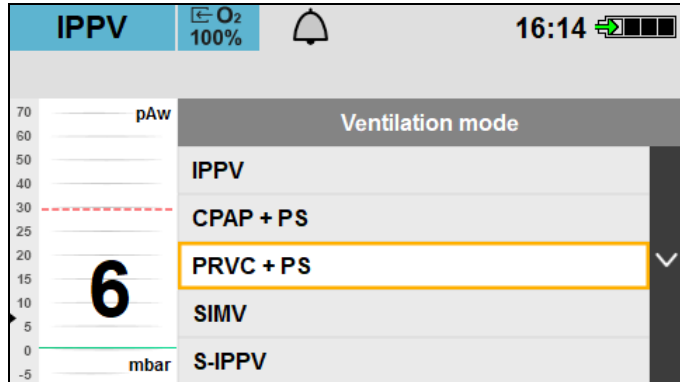 IPPV
O₂
100%
16:14
pAw
70
60
50
40
30
25
20
15
10
5
0
-5
6
mbar
Ventilation mode
IPPV
CPAP + PS
PRVC + PS
SIMV
S-IPPV